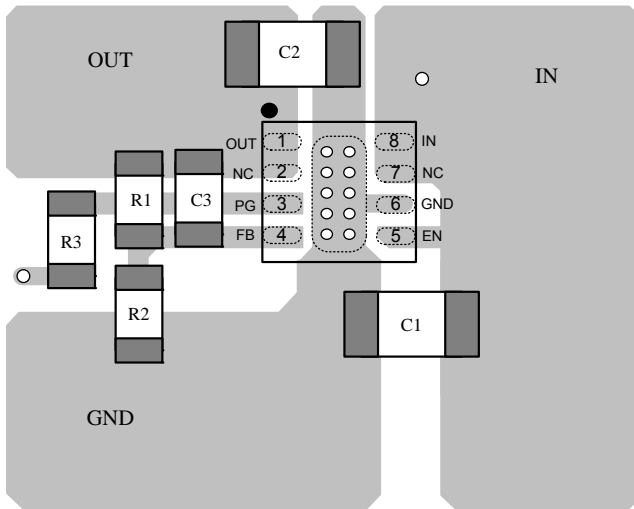 OUT
C2
IN
OUT 1 8 IN
NC 2 7 NC
PG 3 6 GND
FB 4 5 EN
R1
C3
R3
R2
C1
GND